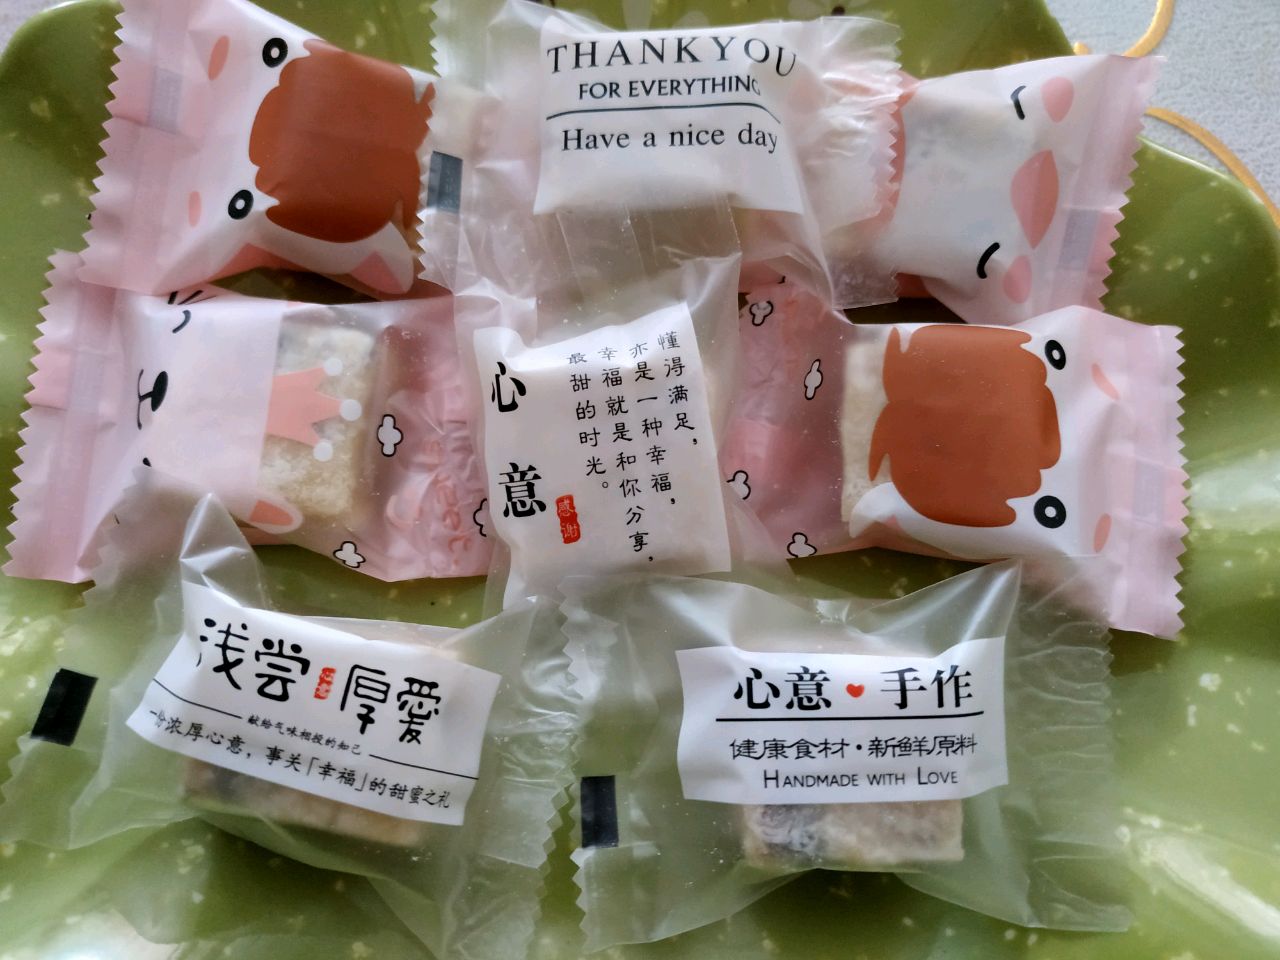 THANK YOU
FOR EVERYTHING
Have a nice day
心意
感谢
懂得满足，
亦是一种幸福，
幸福就是和你分享，
最甜的时光。
浅尝
厚爱
献给气味相投的知己
一份浓厚心意，事关「幸福」的甜蜜之礼
心意 手作
健康食材·新鲜原料
HANDMADE WITH LOVE